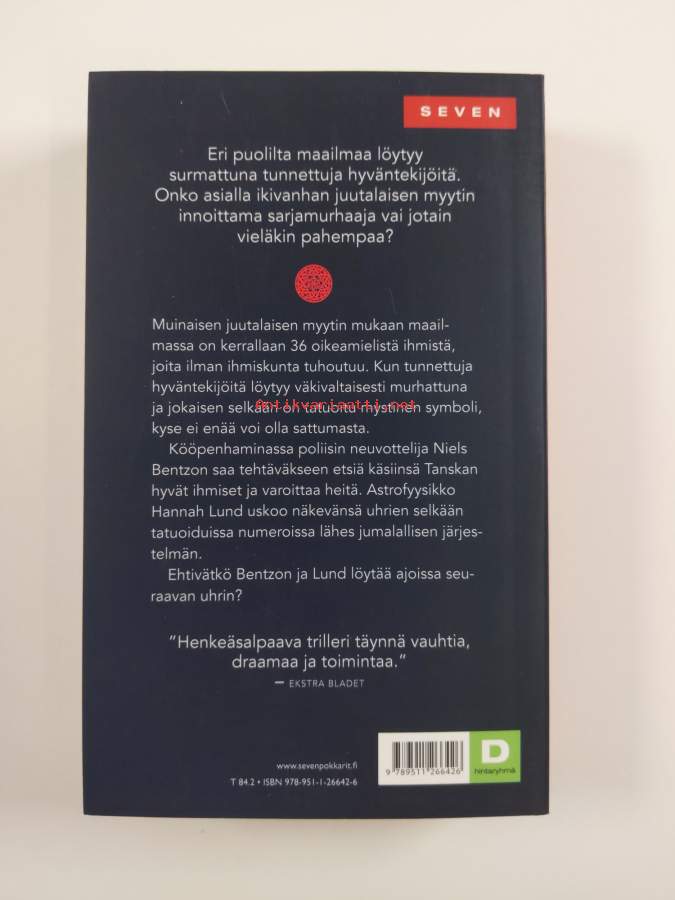 SEVEN
Eri puolilta maailmaa löytyy
surmattuna tunnettuja hyväntekijöitä.
Onko asialla ikivanhan juutalaisen myytin
innoittama sarjamurhaaja vai jotain
vieläkin pahempaa?
Muinaisen juutalaisen myytin mukaan maail-
massa on kerrallaan 36 oikeamielistä ihmistä,
joita ilman ihmiskunta tuhoutuu. Kun tunnettuja
hyväntekijöitä löytyy väkivaltaisesti murhattuna
Antikvariaatti.net
ja jokaisen selkään on tatuoitu mystinen symboli,
kyse ei enää voi olla sattumasta.
Kööpenhaminassa poliisin neuvottelija Niels
Bentzon saa tehtäväkseen etsiä käsiinsä Tanskan
hyvät ihmiset ja varoittaa heitä. Astrofyysikko
Hannah Lund uskoo näkevänsä uhrien selkään
tatuoiduissa numeroissa lähes jumalallisen järjes-
telmän.
Ehtivätkö Bentzon ja Lund löytää ajoissa seu-
raavan uhrin?
”Henkeäsalpaava trilleri täynnä vauhtia,
draamaa ja toimintaa.”
— EKSTRA BLADET
www.sevenpokkarit.fi
T 84.2 • ISBN 978-951-1-26642-6
9 789511 266426
D
hintaryhmä